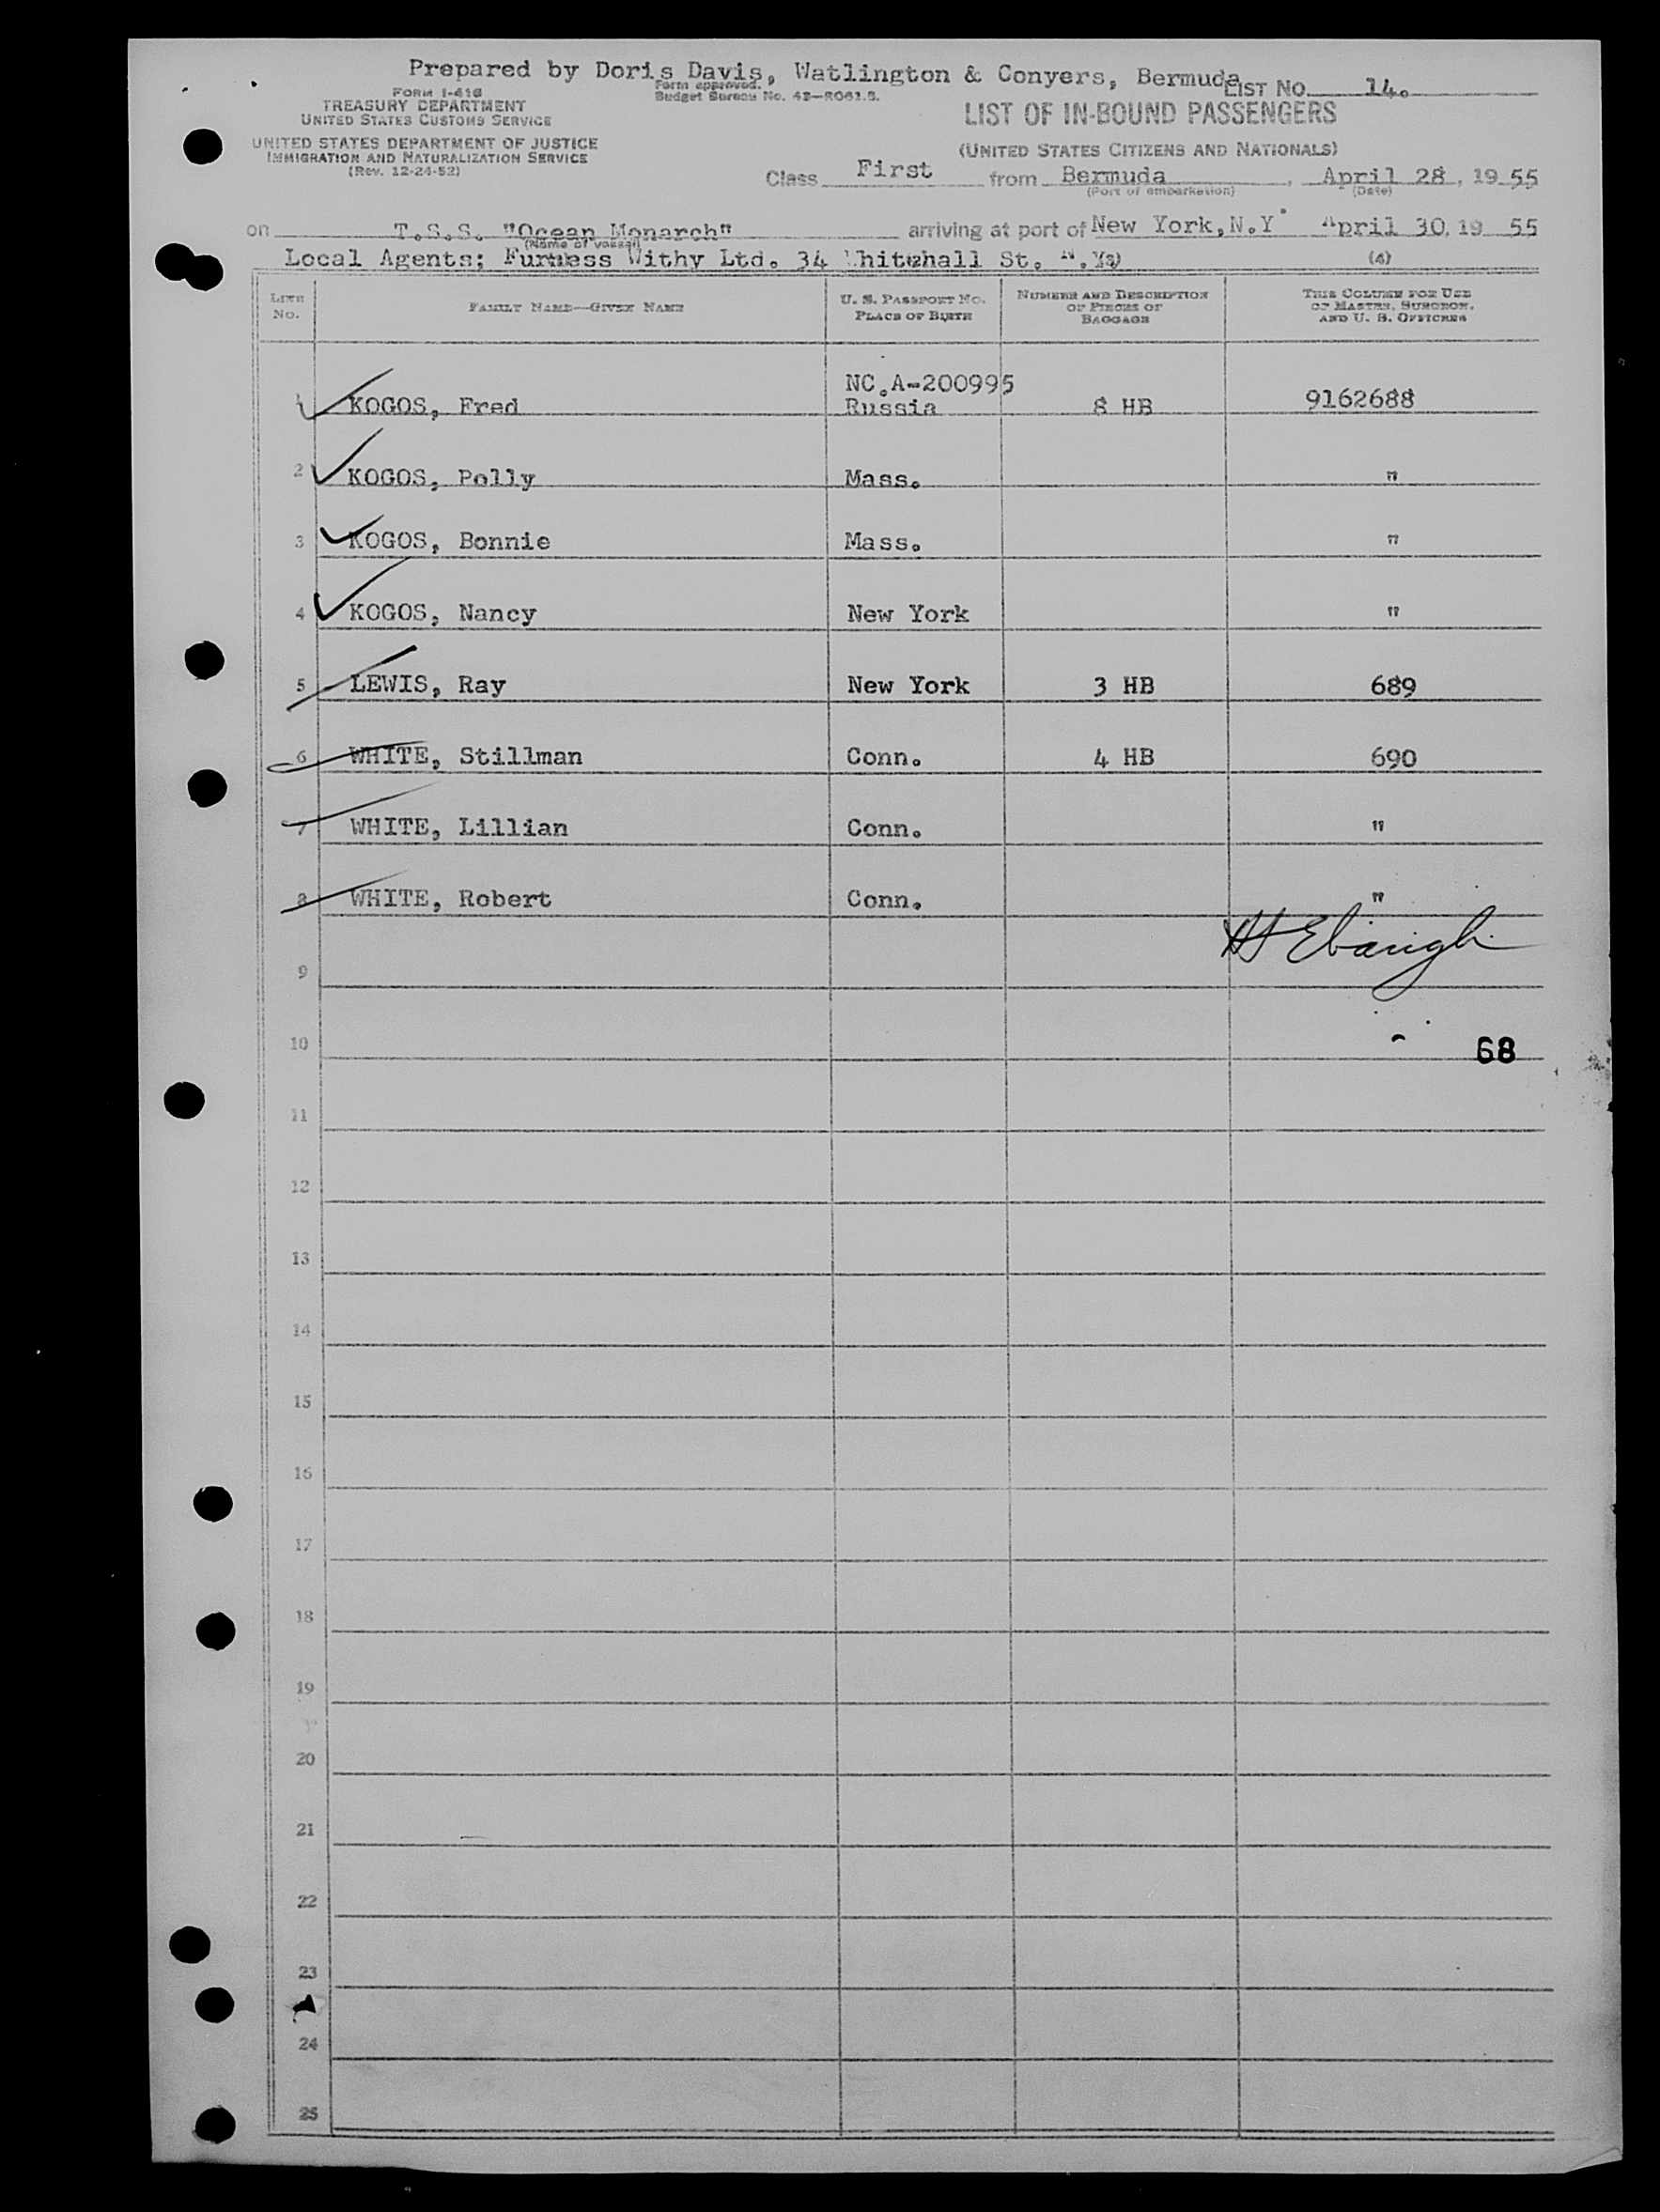 Prepared by Doris Davis, Watlington & Conyers, Bermuda
LIST NO. 14.
FORM I-418
TREASURY DEPARTMENT
UNITED STATES CUSTOMS SERVICE
Form approved.
Budget Bureau No. 43-R061.3.
LIST OF IN-BOUND PASSENGERS
UNITED STATES DEPARTMENT OF JUSTICE
IMMIGRATION AND NATURALIZATION SERVICE
(Rev. 12-24-52)
(UNITED STATES CITIZENS AND NATIONALS)
Class First from Bermuda, April 28, 19 55
(Port of embarkation) (Date)
on T.S.S. "Ocean Monarch" arriving at port of New York, N.Y. April 30, 19 55
(Name of vessel)
Local Agents; Furness Withy Ltd. 34 Whitehall St. N.Y.
(4)
LINE No. FAMILY NAME—GIVEN NAME U. S. PASSPORT NO. PLACE OF BIRTH NUMBER AND DESCRIPTION OF PIECES OF BAGGAGE THIS COLUMN FOR USE OF MASTER, SURGEON, AND U. S. OFFICERS
NC.A-200995
1 KOGOS, Fred Russia 8 HB 9162688
2 KOGOS, Polly Mass. "
3 KOGOS, Bonnie Mass. "
4 KOGOS, Nancy New York "
5 LEWIS, Ray New York 3 HB 689
6 WHITE, Stillman Conn. 4 HB 690
7 WHITE, Lillian Conn. "
8 WHITE, Robert Conn. "
9
10 68
11
12
13
14
15
16
17
18
19
20
21
22
23
24
25